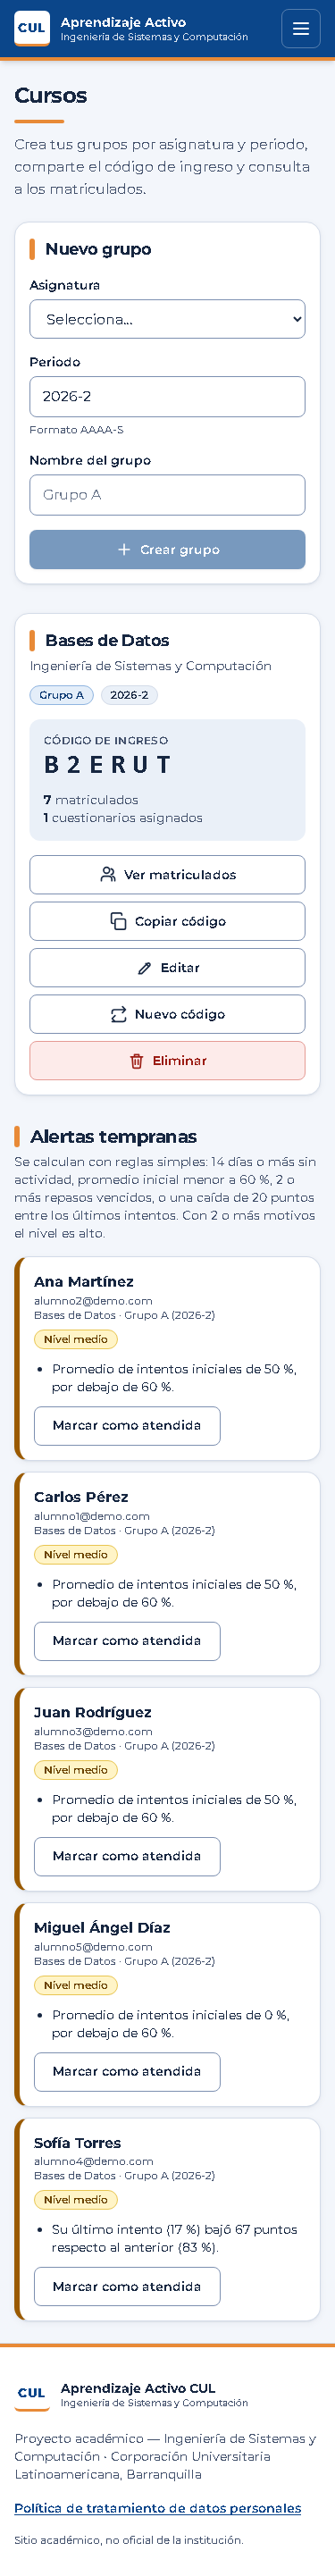 CUL
Aprendizaje Activo
Ingeniería de Sistemas y Computación
Cursos
Crea tus grupos por asignatura y periodo,
comparte el código de ingreso y consulta
a los matriculados.
Nuevo grupo
Asignatura
Selecciona...
Periodo
2026-2
Formato AAAA-S
Nombre del grupo
Grupo A
Crear grupo
Bases de Datos
Ingeniería de Sistemas y Computación
Grupo A
2026-2
CÓDIGO DE INGRESO
B2ERUT
7 matriculados
1 cuestionarios asignados
Ver matriculados
Copiar código
Editar
Nuevo código
Eliminar
Alertas tempranas
Se calculan con reglas simples: 14 días o más sin
actividad, promedio inicial menor a 60 %, 2 o
más repasos vencidos, o una caída de 20 puntos
entre los últimos intentos. Con 2 o más motivos
el nivel es alto.
Ana Martínez
alumno2@demo.com
Bases de Datos · Grupo A (2026-2)
Nivel medio
• Promedio de intentos iniciales de 50 %,
por debajo de 60 %.
Marcar como atendida
Carlos Pérez
alumno1@demo.com
Bases de Datos · Grupo A (2026-2)
Nivel medio
• Promedio de intentos iniciales de 50 %,
por debajo de 60 %.
Marcar como atendida
Juan Rodríguez
alumno3@demo.com
Bases de Datos · Grupo A (2026-2)
Nivel medio
• Promedio de intentos iniciales de 50 %,
por debajo de 60 %.
Marcar como atendida
Miguel Ángel Díaz
alumno5@demo.com
Bases de Datos · Grupo A (2026-2)
Nivel medio
• Promedio de intentos iniciales de 0 %,
por debajo de 60 %.
Marcar como atendida
Sofía Torres
alumno4@demo.com
Bases de Datos · Grupo A (2026-2)
Nivel medio
• Su último intento (17 %) bajó 67 puntos
respecto al anterior (83 %).
Marcar como atendida
CUL
Aprendizaje Activo CUL
Ingeniería de Sistemas y Computación
Proyecto académico — Ingeniería de Sistemas y
Computación · Corporación Universitaria
Latinoamericana, Barranquilla
Política de tratamiento de datos personales
Sitio académico, no oficial de la institución.